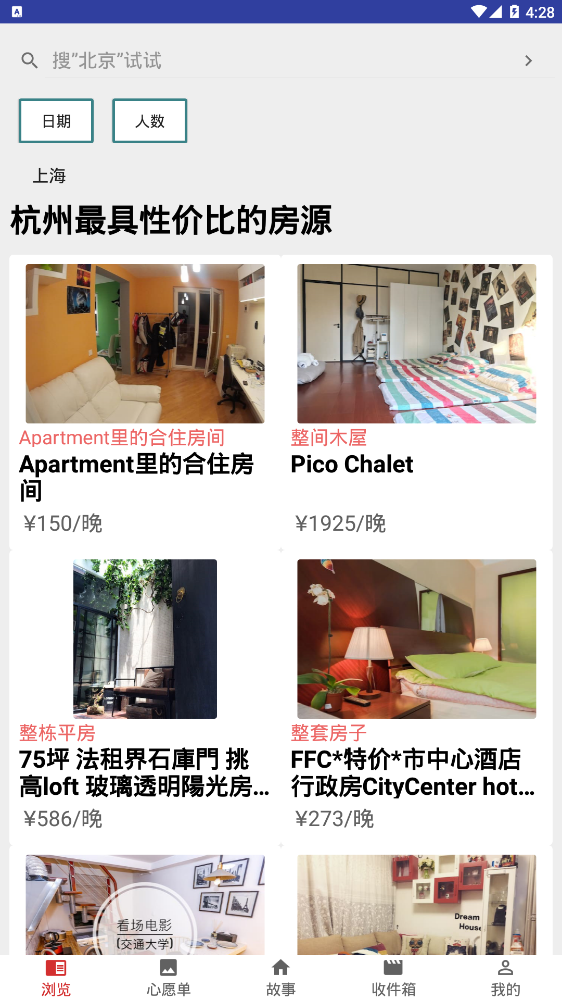 4:28
搜”北京”试试
日期
人数
上海
杭州最具性价比的房源
Apartment里的合住房间
Apartment里的合住房
间
¥150/晚
整间木屋
Pico Chalet
¥1925/晚
整栋平房
75坪 法租界石庫門 挑
高loft 玻璃透明陽光房…
¥586/晚
整套房子
FFC*特价*市中心酒店
行政房CityCenter hot…
¥273/晚
看场电影
(交通大学)
Dream
House
浏览
心愿单
故事
收件箱
我的